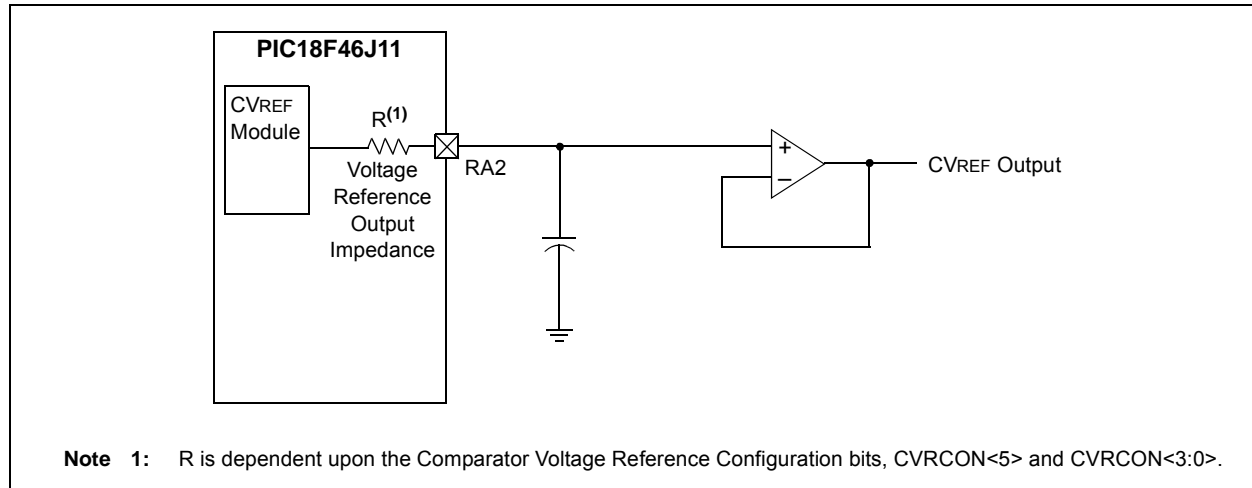 PIC18F46J11
CVREF
Module
R(1)
Voltage
Reference
Output
Impedance
RA2
+
–
CVREF Output
Note 1: R is dependent upon the Comparator Voltage Reference Configuration bits, CVRCON<5> and CVRCON<3:0>.